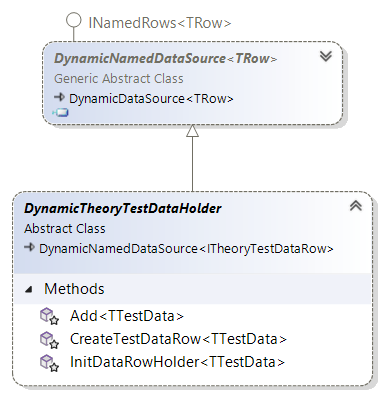 INamedRows<TRow>
DynamicNamedDataSource<TRow>
Generic Abstract Class
DynamicDataSource<TRow>
DynamicTheoryTestDataHolder
Abstract Class
DynamicNamedDataSource<ITheoryTestDataRow>
Methods
Add<TTestData>
CreateTestDataRow<TTestData>
InitDataRowHolder<TTestData>